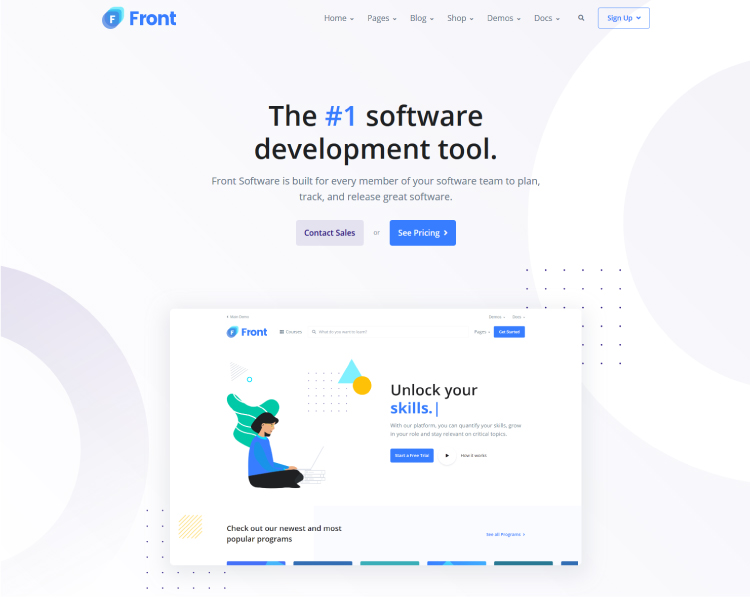 Front
Home Pages Blog Shop Demos Docs Sign Up
The #1 software
development tool.
Front Software is built for every member of your software team to plan,
track, and release great software.
Contact Sales or See Pricing
Main Demo Demos Docs
Front Courses What do you want to learn? Pages Get Started
Unlock your
skills.|
With our platform, you can quantify your skills, grow
in your role and stay relevant on critical topics.
Start a Free Trial How it works
Check out our newest and most
popular programs
See all Programs